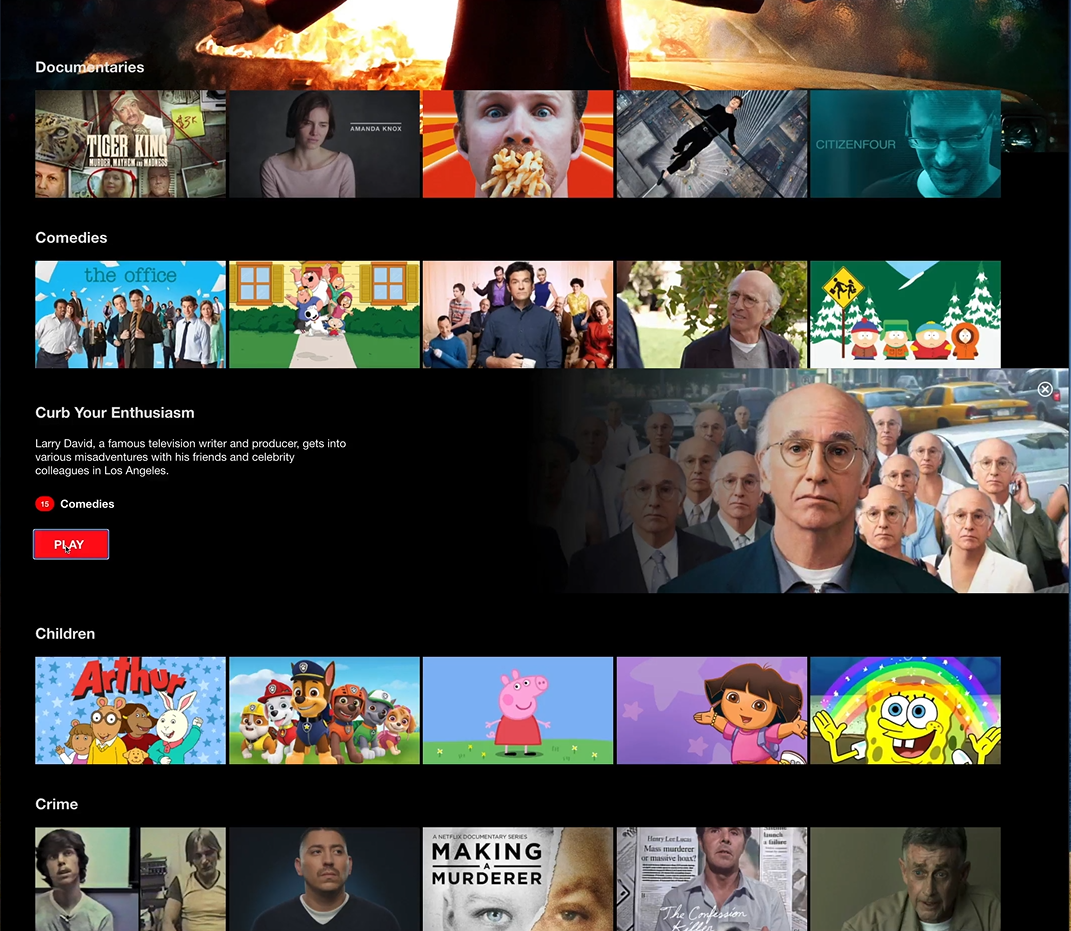 Documentaries
$3K
TIGER KING
MURDER, MAYHEM AND MADNESS
AMANDA KNOX
CITIZENFOUR
Comedies
the office
Curb Your Enthusiasm
Larry David, a famous television writer and producer, gets into
various misadventures with his friends and celebrity
colleagues in Los Angeles.
15 Comedies
PLAY
Children
Arthur
Crime
A NETFLIX DOCUMENTARY SERIES
MAKING
A
MURDERER
Henry Lee Lucas
Mass murderer
or massive hoax?
launch
a failure
The Confession
Killer